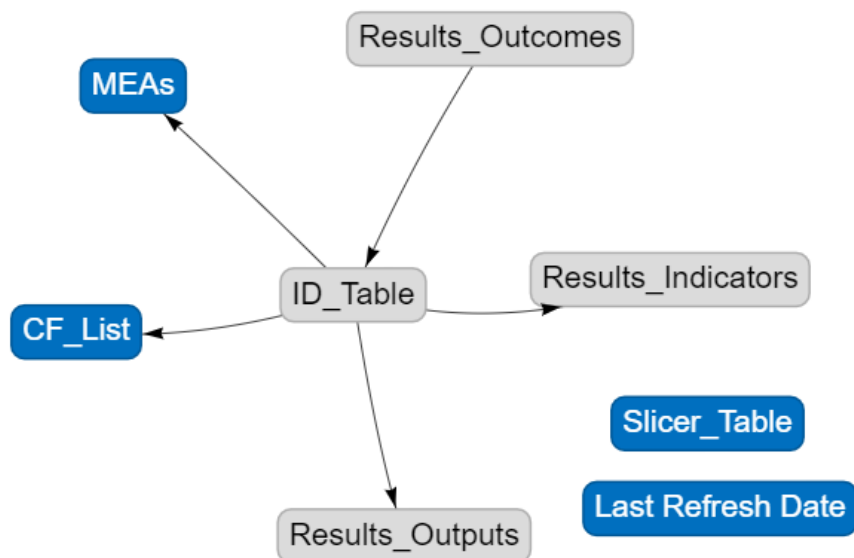 Results_Outcomes
MEAs
Results_Indicators
ID_Table
CF_List
Slicer_Table
Last Refresh Date
Results_Outputs